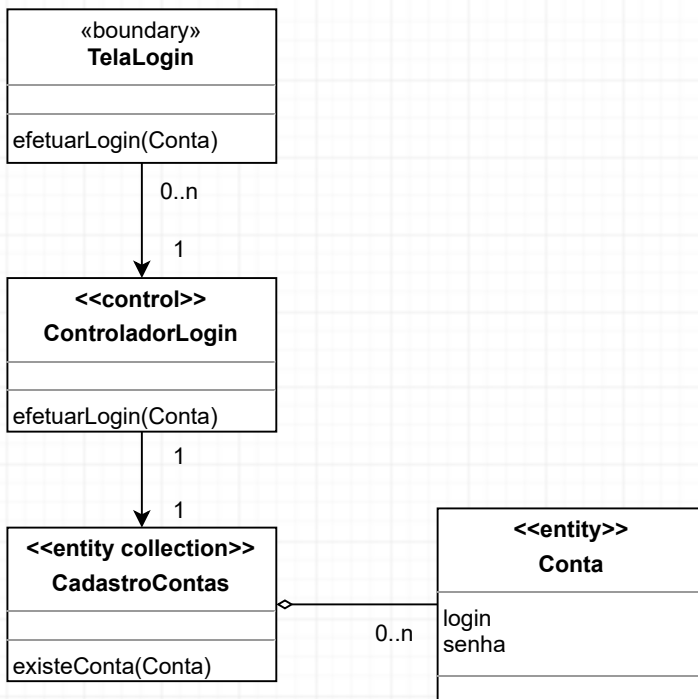 «boundary»
TelaLogin
efetuarLogin(Conta)
0..n
1
<<control>>
ControladorLogin
efetuarLogin(Conta)
1
1
<<entity collection>>
CadastroContas
existeConta(Conta)
0..n
<<entity>>
Conta
login
senha